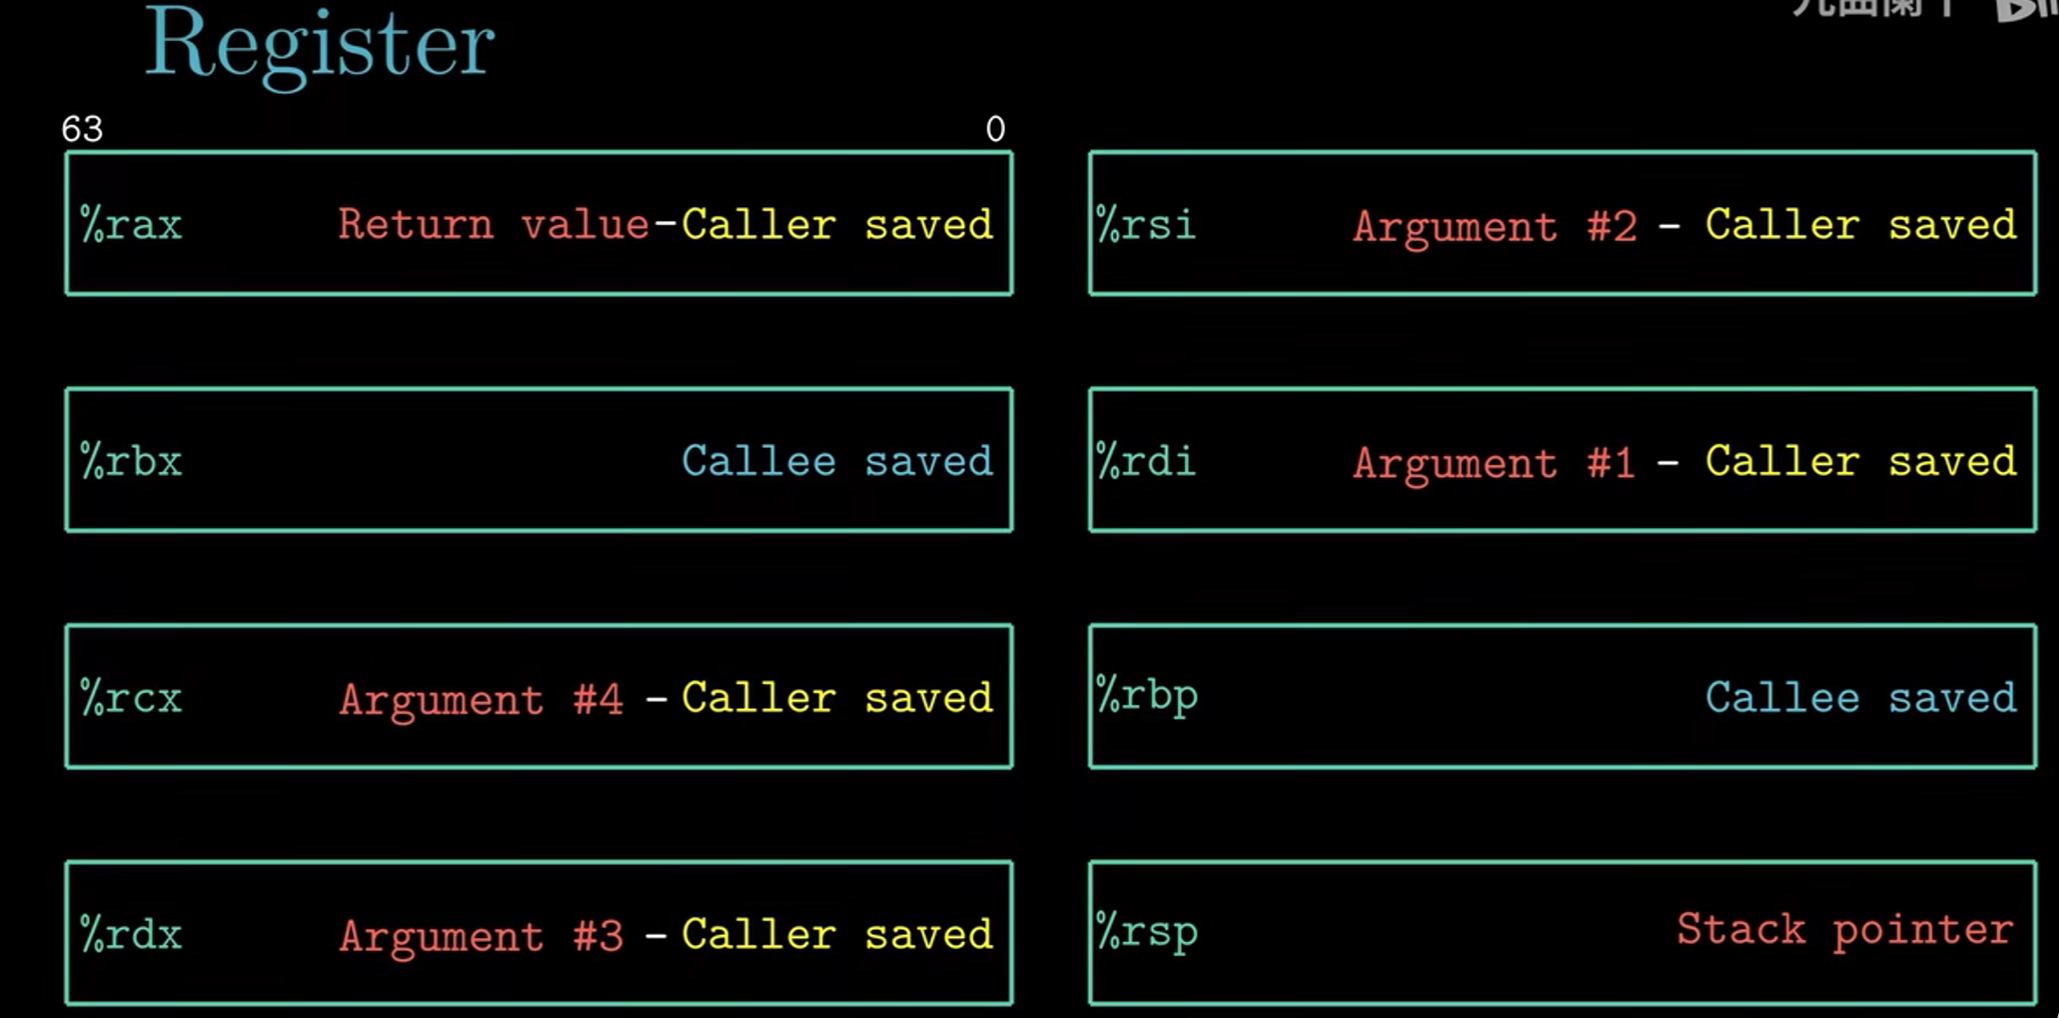 Register
63 0
%rax Return value-Caller saved
%rsi Argument #2 - Caller saved
%rbx Callee saved
%rdi Argument #1 - Caller saved
%rcx Argument #4 -Caller saved
%rbp Callee saved
%rdx Argument #3 -Caller saved
%rsp Stack pointer